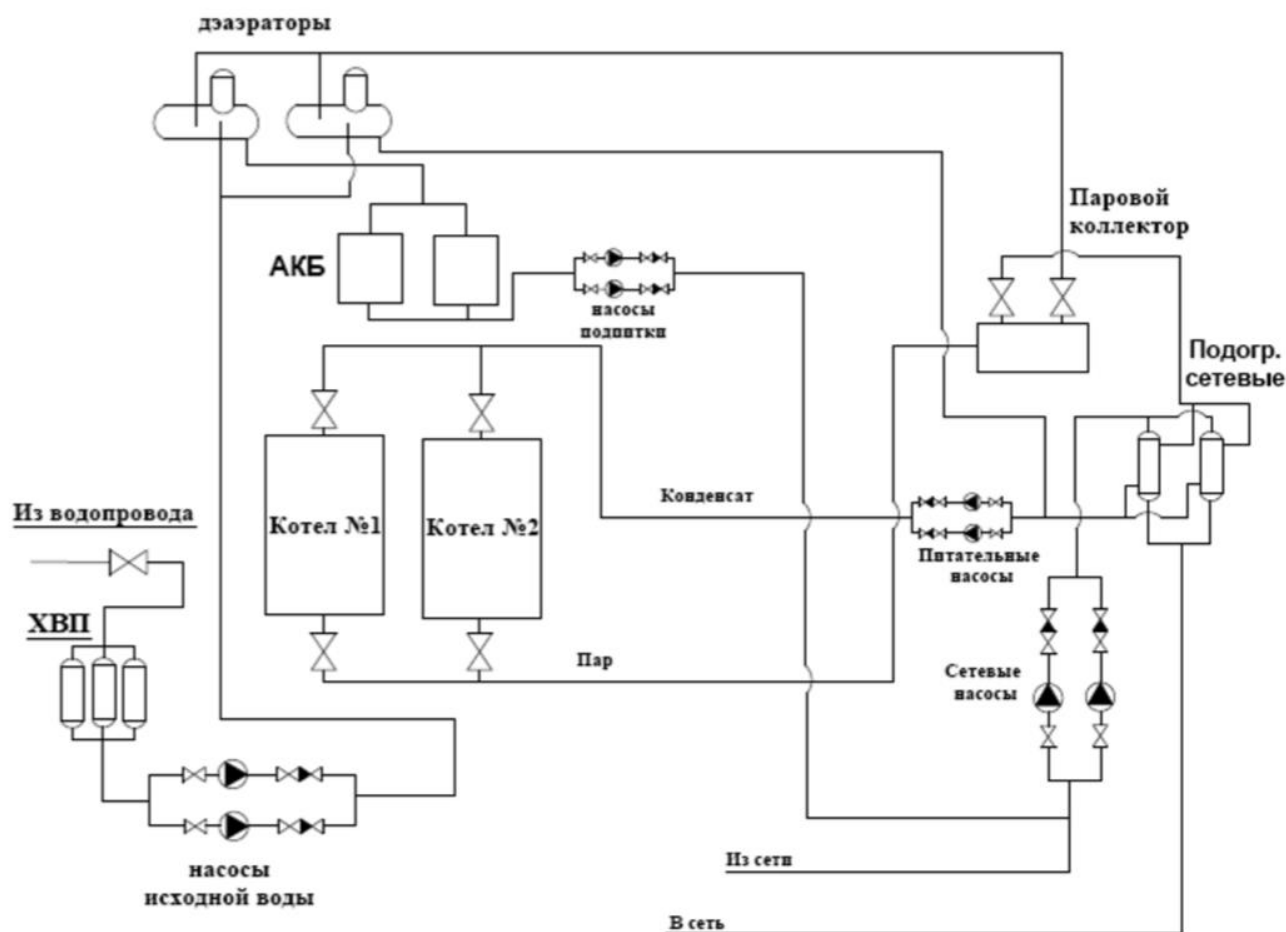 дэаэраторы
Паровой
коллектор
АКБ
насосы
подпитки
Подогр.
сетевые
Конденсат
Из водопровода
Котел №1
Котел №2
Питательные
насосы
ХВП
Пар
Сетевые
насосы
Из сети
насосы
исходной воды
В сеть